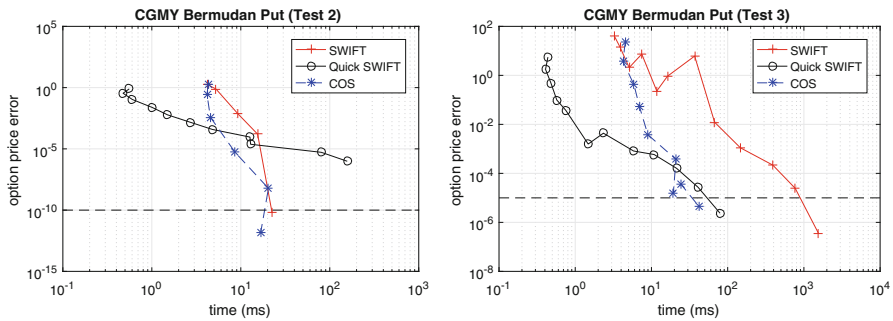 CGMY Bermudan Put (Test 2)
10^5
10^0
10^-5
10^-10
10^-15
option price error
SWIFT
Quick SWIFT
COS
10^-1
10^0
10^1
10^2
10^3
time (ms)
CGMY Bermudan Put (Test 3)
10^2
10^0
10^-2
10^-4
10^-6
10^-8
option price error
SWIFT
Quick SWIFT
COS
10^-1
10^0
10^1
10^2
10^3
10^4
time (ms)